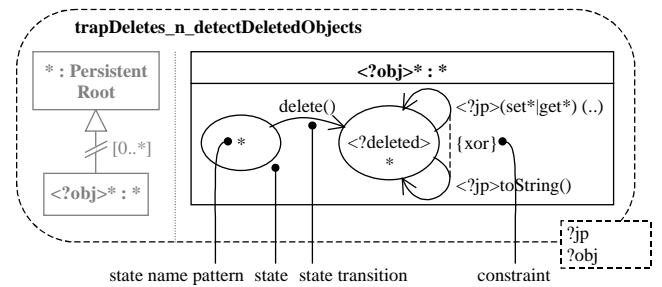 trapDeletes_n_detectDeletedObjects
* : Persistent
Root
[0..*]
<?obj>* : *
<?obj>* : *
delete()
*
<?deleted>
*
<?jp>(set*|get*) (..)
{xor}
<?jp>toString()
?jp
?obj
state name pattern
state
state transition
constraint